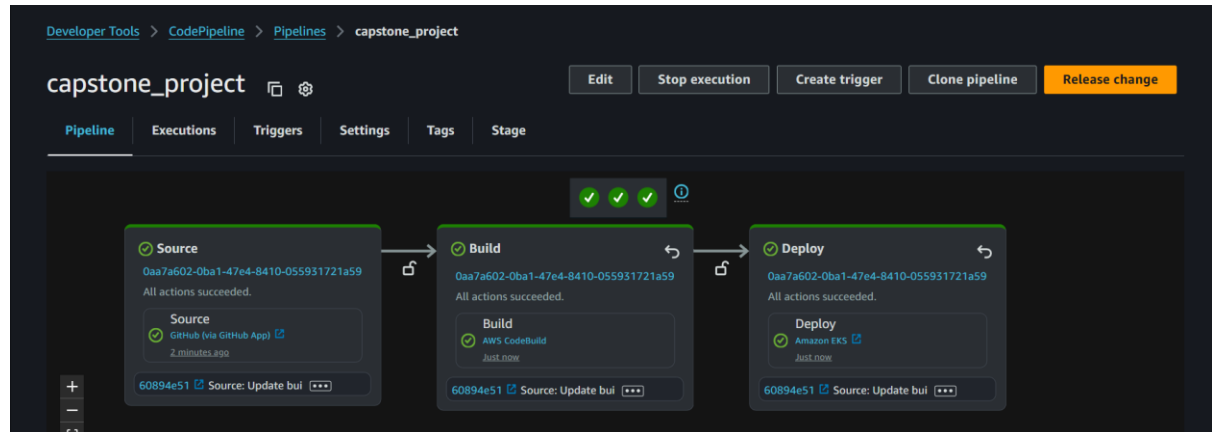 Developer Tools > CodePipeline > Pipelines > capstone_project
capstone_project
Edit
Stop execution
Create trigger
Clone pipeline
Release change
Pipeline
Executions
Triggers
Settings
Tags
Stage
Source
0aa7a602-0ba1-47e4-8410-055931721a59
All actions succeeded.
Source
GitHub (via GitHub App)
2 minutes ago
60894e51 Source: Update bui
Build
0aa7a602-0ba1-47e4-8410-055931721a59
All actions succeeded.
Build
AWS CodeBuild
Just now
60894e51 Source: Update bui
Deploy
0aa7a602-0ba1-47e4-8410-055931721a59
All actions succeeded.
Deploy
Amazon EKS
Just now
60894e51 Source: Update bui